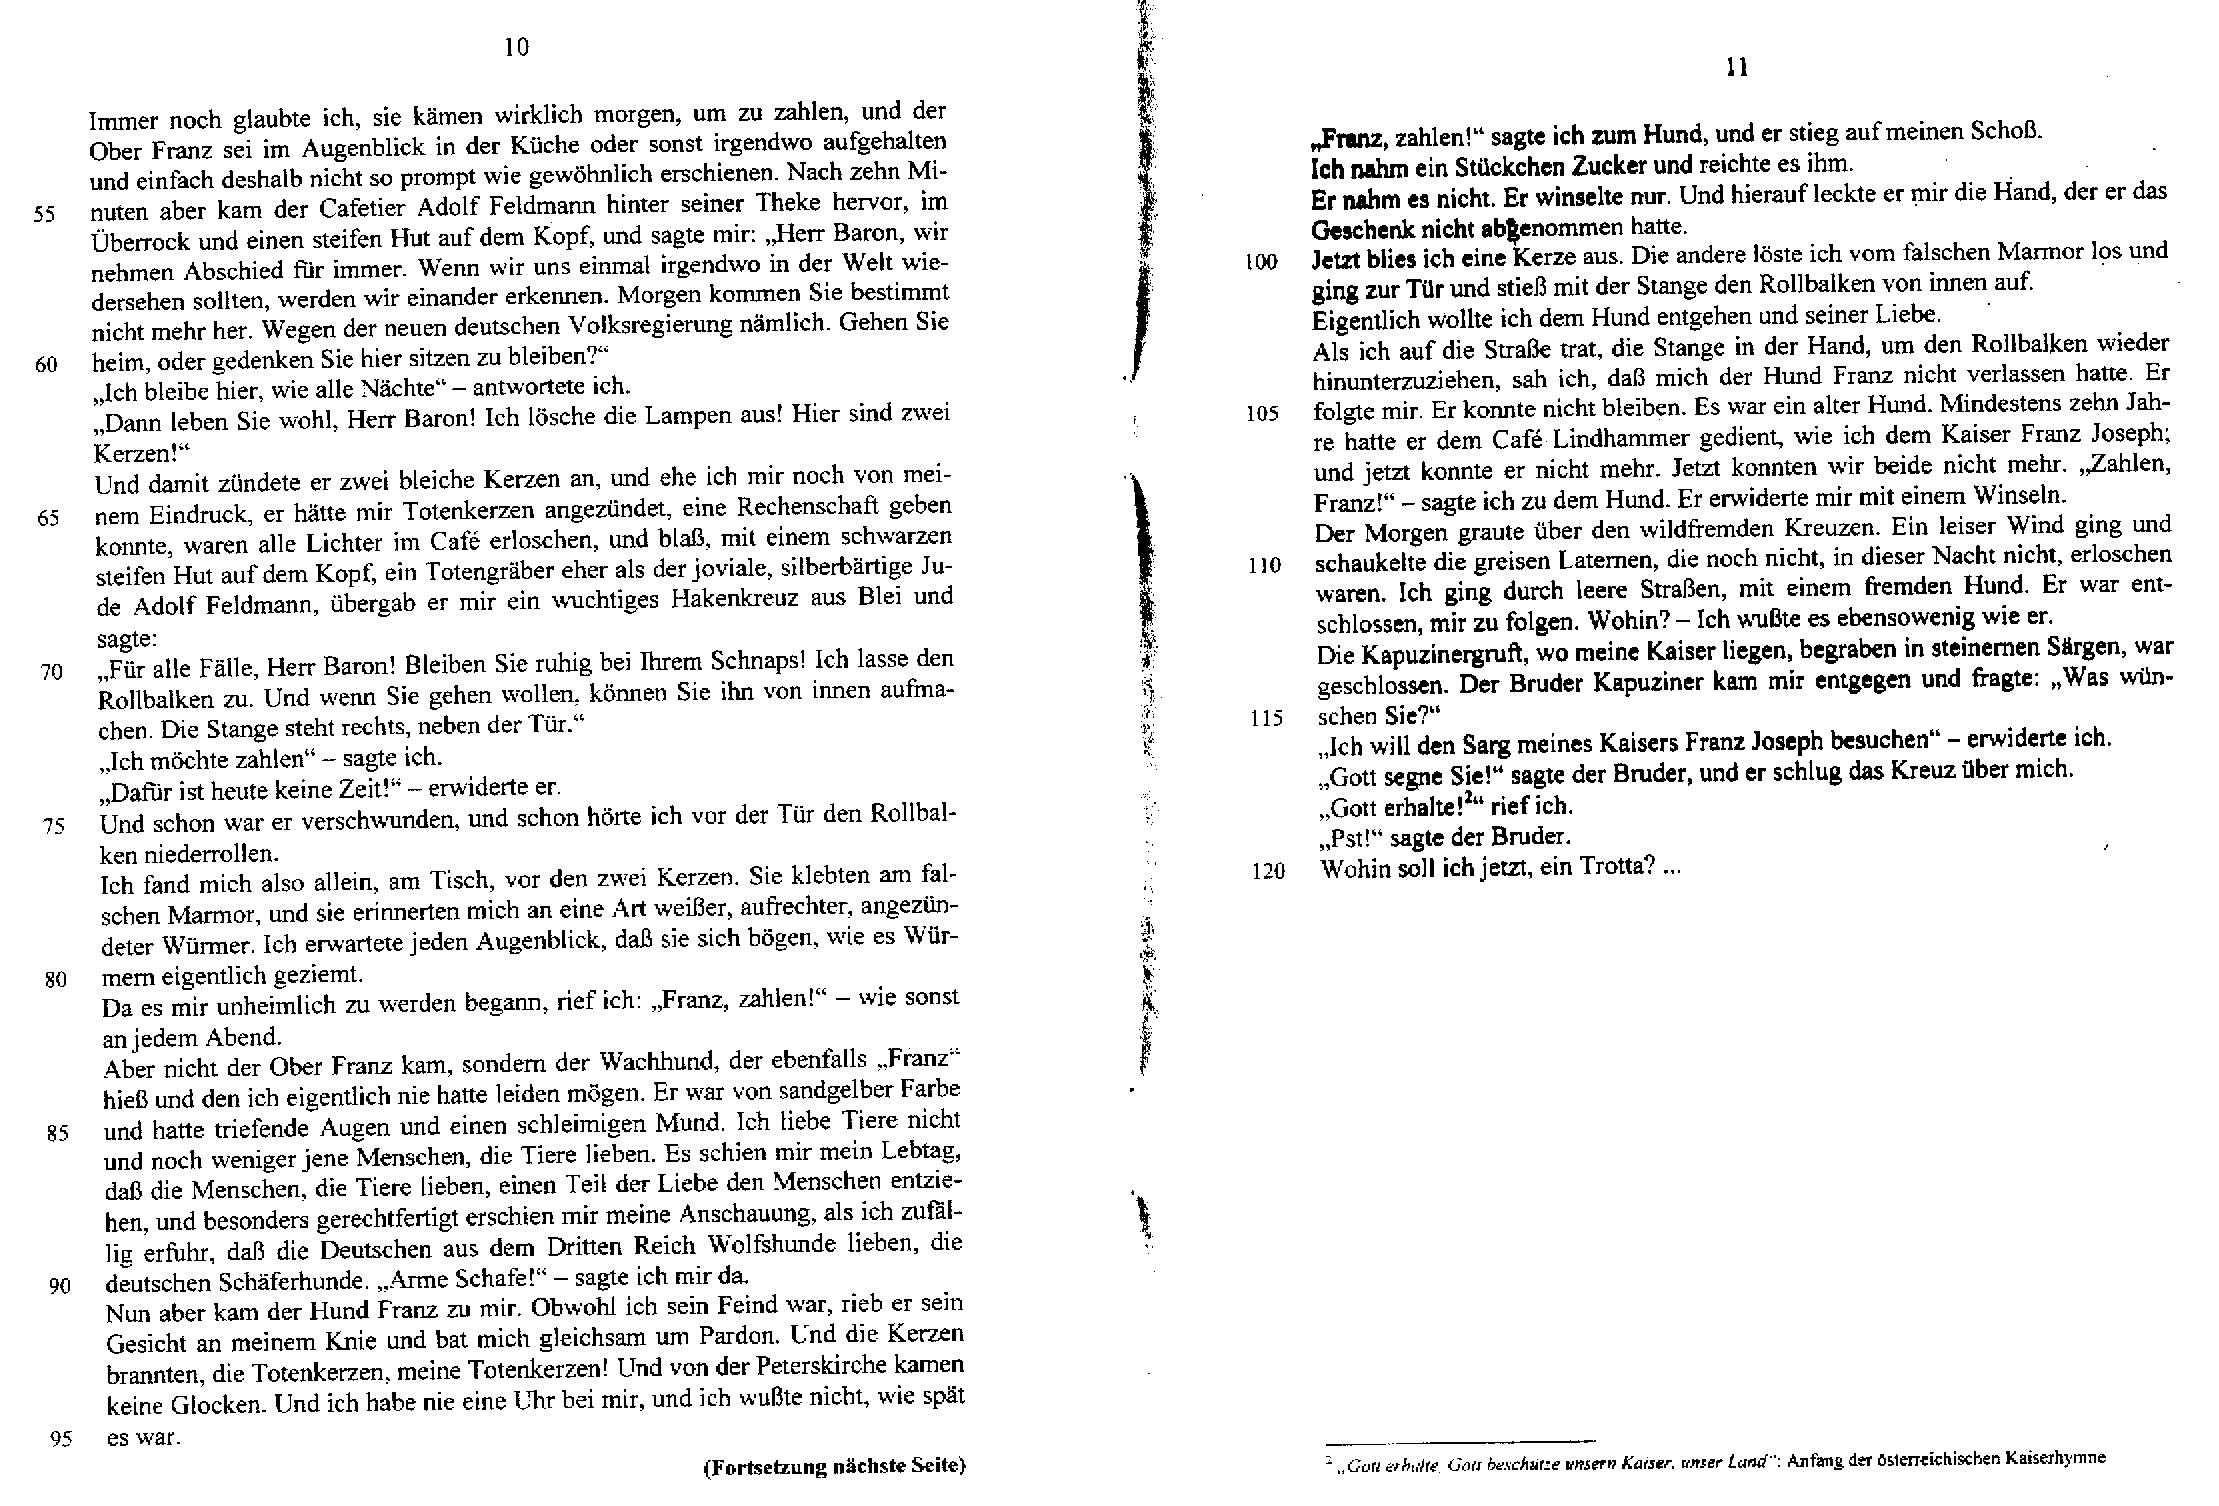 10
Immer noch glaubte ich, sie kämen wirklich morgen, um zu zahlen, und der
Ober Franz sei im Augenblick in der Küche oder sonst irgendwo aufgehalten
und einfach deshalb nicht so prompt wie gewöhnlich erschienen. Nach zehn Mi-
55 nuten aber kam der Cafetier Adolf Feldmann hinter seiner Theke hervor, im
Überrock und einen steifen Hut auf dem Kopf, und sagte mir: „Herr Baron, wir
nehmen Abschied für immer. Wenn wir uns einmal irgendwo in der Welt wie-
dersehen sollten, werden wir einander erkennen. Morgen kommen Sie bestimmt
nicht mehr her. Wegen der neuen deutschen Volksregierung nämlich. Gehen Sie
60 heim, oder gedenken Sie hier sitzen zu bleiben?“
„Ich bleibe hier, wie alle Nächte“ – antwortete ich.
„Dann leben Sie wohl, Herr Baron! Ich lösche die Lampen aus! Hier sind zwei
Kerzen!“
Und damit zündete er zwei bleiche Kerzen an, und ehe ich mir noch von mei-
65 nem Eindruck, er hätte mir Totenkerzen angezündet, eine Rechenschaft geben
konnte, waren alle Lichter im Café erloschen, und blaß, mit einem schwarzen
steifen Hut auf dem Kopf, ein Totengräber eher als der joviale, silberbärtige Ju-
de Adolf Feldmann, übergab er mir ein wuchtiges Hakenkreuz aus Blei und
sagte:
70 „Für alle Fälle, Herr Baron! Bleiben Sie ruhig bei Ihrem Schnaps! Ich lasse den
Rollbalken zu. Und wenn Sie gehen wollen, können Sie ihn von innen aufma-
chen. Die Stange steht rechts, neben der Tür.“
„Ich möchte zahlen“ – sagte ich.
„Dafür ist heute keine Zeit!“ – erwiderte er.
75 Und schon war er verschwunden, und schon hörte ich vor der Tür den Rollbal-
ken niederrollen.
Ich fand mich also allein, am Tisch, vor den zwei Kerzen. Sie klebten am fal-
schen Marmor, und sie erinnerten mich an eine Art weißer, aufrechter, angezün-
deter Würmer. Ich erwartete jeden Augenblick, daß sie sich bögen, wie es Wür-
80 mern eigentlich geziemt.
Da es mir unheimlich zu werden begann, rief ich: „Franz, zahlen!“ – wie sonst
an jedem Abend.
Aber nicht der Ober Franz kam, sondern der Wachhund, der ebenfalls „Franz“
hieß und den ich eigentlich nie hatte leiden mögen. Er war von sandgelber Farbe
85 und hatte triefende Augen und einen schleimigen Mund. Ich liebe Tiere nicht
und noch weniger jene Menschen, die Tiere lieben. Es schien mir mein Lebtag,
daß die Menschen, die Tiere lieben, einen Teil der Liebe den Menschen entzie-
hen, und besonders gerechtfertigt erschien mir meine Anschauung, als ich zufäl-
lig erfuhr, daß die Deutschen aus dem Dritten Reich Wolfshunde lieben, die
90 deutschen Schäferhunde. „Arme Schafe!“ – sagte ich mir da.
Nun aber kam der Hund Franz zu mir. Obwohl ich sein Feind war, rieb er sein
Gesicht an meinem Knie und bat mich gleichsam um Pardon. Und die Kerzen
brannten, die Totenkerzen, meine Totenkerzen! Und von der Peterskirche kamen
keine Glocken. Und ich habe nie eine Uhr bei mir, und ich wußte nicht, wie spät
95 es war.
(Fortsetzung nächste Seite)
11
„Franz, zahlen!“ sagte ich zum Hund, und er stieg auf meinen Schoß.
Ich nahm ein Stückchen Zucker und reichte es ihm.
Er nahm es nicht. Er winselte nur. Und hierauf leckte er mir die Hand, der er das
Geschenk nicht abgenommen hatte.
100 Jetzt blies ich eine Kerze aus. Die andere löste ich vom falschen Marmor los und
ging zur Tür und stieß mit der Stange den Rollbalken von innen auf.
Eigentlich wollte ich dem Hund entgehen und seiner Liebe.
Als ich auf die Straße trat, die Stange in der Hand, um den Rollbalken wieder
hinunterzuziehen, sah ich, daß mich der Hund Franz nicht verlassen hatte. Er
105 folgte mir. Er konnte nicht bleiben. Es war ein alter Hund. Mindestens zehn Jah-
re hatte er dem Café Lindhammer gedient, wie ich dem Kaiser Franz Joseph;
und jetzt konnte er nicht mehr. Jetzt konnten wir beide nicht mehr. „Zahlen,
Franz!“ – sagte ich zu dem Hund. Er erwiderte mir mit einem Winseln.
Der Morgen graute über den wildfremden Kreuzen. Ein leiser Wind ging und
110 schaukelte die greisen Laternen, die noch nicht, in dieser Nacht nicht, erloschen
waren. Ich ging durch leere Straßen, mit einem fremden Hund. Er war ent-
schlossen, mir zu folgen. Wohin? – Ich wußte es ebensowenig wie er.
Die Kapuzinergruft, wo meine Kaiser liegen, begraben in steinernen Särgen, war
geschlossen. Der Bruder Kapuziner kam mir entgegen und fragte: „Was wün-
115 schen Sie?“
„Ich will den Sarg meines Kaisers Franz Joseph besuchen“ – erwiderte ich.
„Gott segne Sie!“ sagte der Bruder, und er schlug das Kreuz über mich.
„Gott erhalte!²“ rief ich.
„Pst!“ sagte der Bruder.
120 Wohin soll ich jetzt, ein Trotta? ...
² „Gott erhalte, Gott beschütze unsern Kaiser, unser Land“: Anfang der österreichischen Kaiserhymne